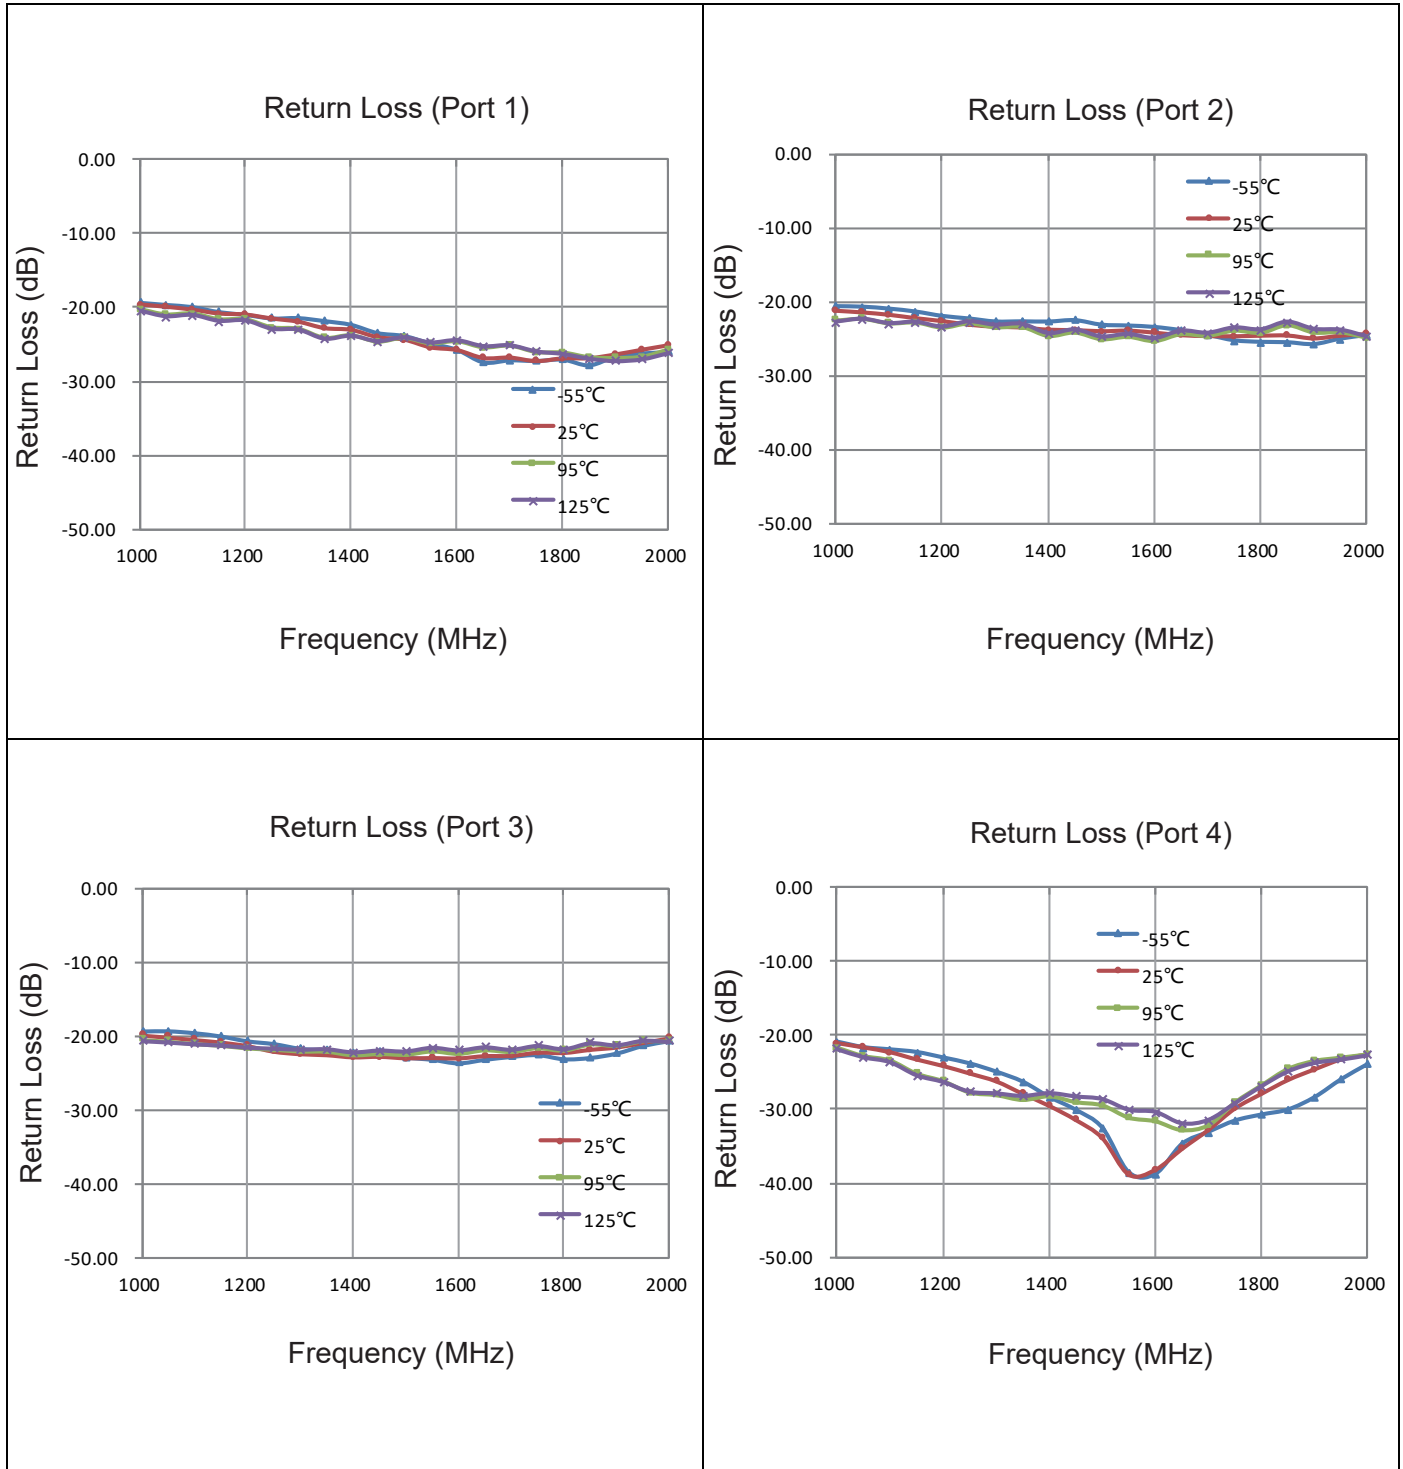 Return Loss (Port 1)
Return Loss (dB)
0.00
-10.00
-20.00
-30.00
-40.00
-50.00
-55℃
25℃
95℃
125℃
1000 1200 1400 1600 1800 2000
Frequency (MHz)
Return Loss (Port 2)
Return Loss (dB)
0.00
-10.00
-20.00
-30.00
-40.00
-50.00
-55℃
25℃
95℃
125℃
1000 1200 1400 1600 1800 2000
Frequency (MHz)
Return Loss (Port 3)
Return Loss (dB)
0.00
-10.00
-20.00
-30.00
-40.00
-50.00
-55℃
25℃
95℃
125℃
1000 1200 1400 1600 1800 2000
Frequency (MHz)
Return Loss (Port 4)
Return Loss (dB)
0.00
-10.00
-20.00
-30.00
-40.00
-50.00
-55℃
25℃
95℃
125℃
1000 1200 1400 1600 1800 2000
Frequency (MHz)